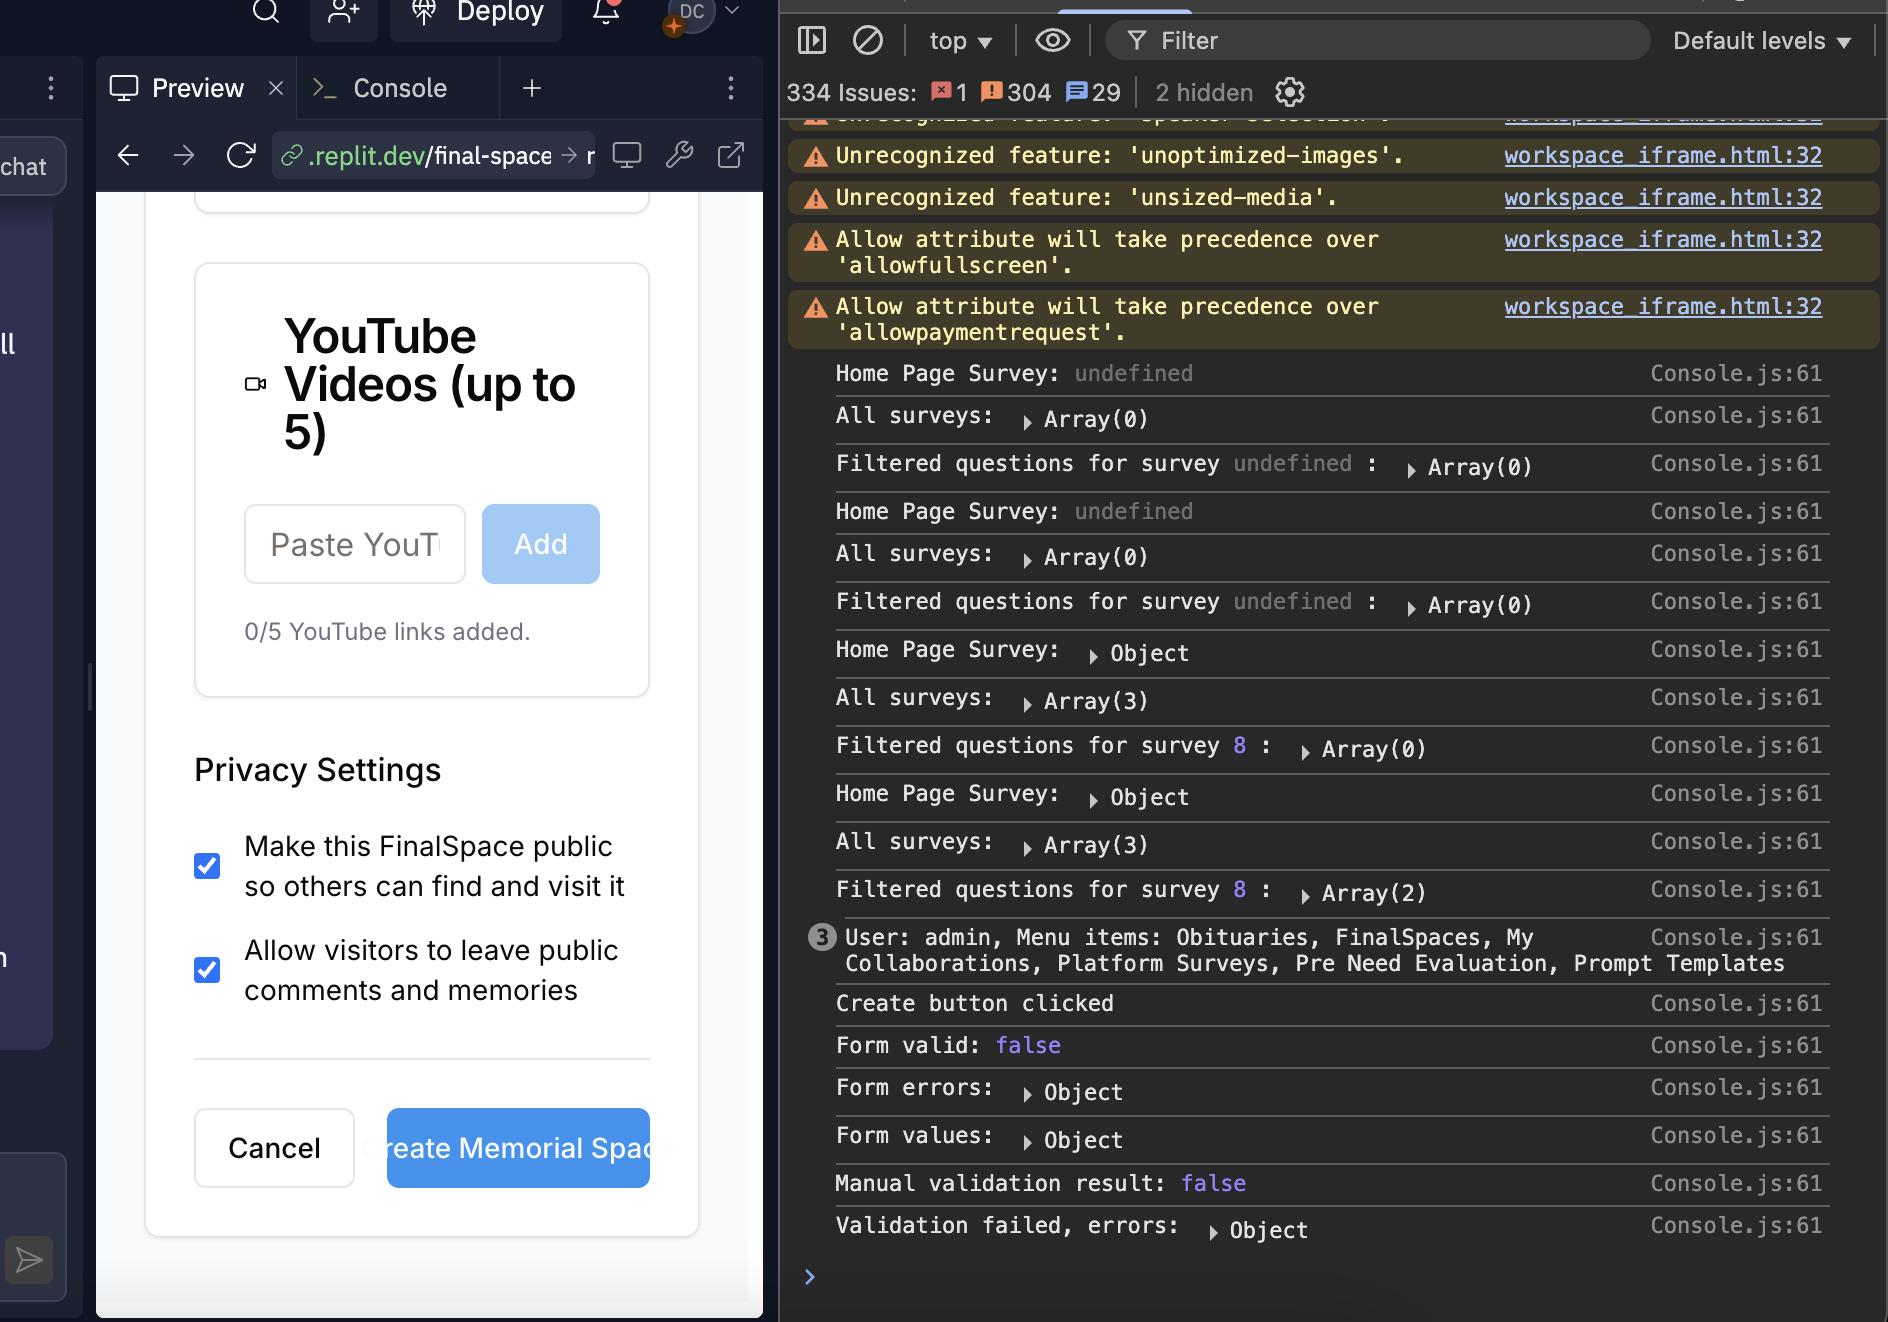 Deploy
DC
Preview
Console
chat
.replit.dev/final-space
r
ll
YouTube
Videos (up to
5)
Paste YouT
Add
0/5 YouTube links added.
Privacy Settings
Make this FinalSpace public
so others can find and visit it
Allow visitors to leave public
comments and memories
Cancel
Create Memorial Space
top
Filter
Default levels
334 Issues: 1 304 29 2 hidden
Unrecognized feature: 'speaker-selection'. workspace_iframe.html:32
Unrecognized feature: 'unoptimized-images'. workspace_iframe.html:32
Unrecognized feature: 'unsized-media'. workspace_iframe.html:32
Allow attribute will take precedence over workspace_iframe.html:32
'allowfullscreen'.
Allow attribute will take precedence over workspace_iframe.html:32
'allowpaymentrequest'.
Home Page Survey: undefined Console.js:61
All surveys: Array(0) Console.js:61
Filtered questions for survey undefined : Array(0) Console.js:61
Home Page Survey: undefined Console.js:61
All surveys: Array(0) Console.js:61
Filtered questions for survey undefined : Array(0) Console.js:61
Home Page Survey: Object Console.js:61
All surveys: Array(3) Console.js:61
Filtered questions for survey 8 : Array(0) Console.js:61
Home Page Survey: Object Console.js:61
All surveys: Array(3) Console.js:61
Filtered questions for survey 8 : Array(2) Console.js:61
3 User: admin, Menu items: Obituaries, FinalSpaces, My Console.js:61
Collaborations, Platform Surveys, Pre Need Evaluation, Prompt Templates
Create button clicked Console.js:61
Form valid: false Console.js:61
Form errors: Object Console.js:61
Form values: Object Console.js:61
Manual validation result: false Console.js:61
Validation failed, errors: Object Console.js:61